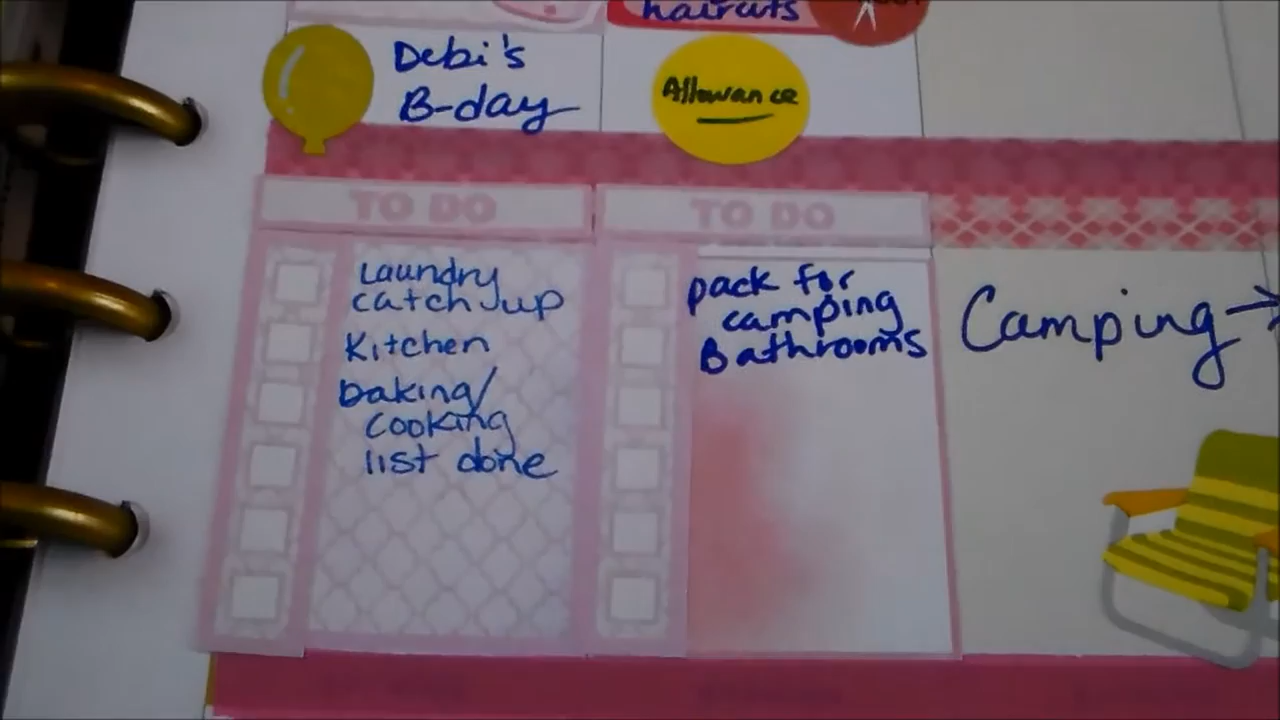 haircuts
Debi's
B-day
Allowance
TO DO
TO DO
Laundry
catch up
Kitchen
baking/
cooking
list done
pack for
camping
Bathrooms
Camping→